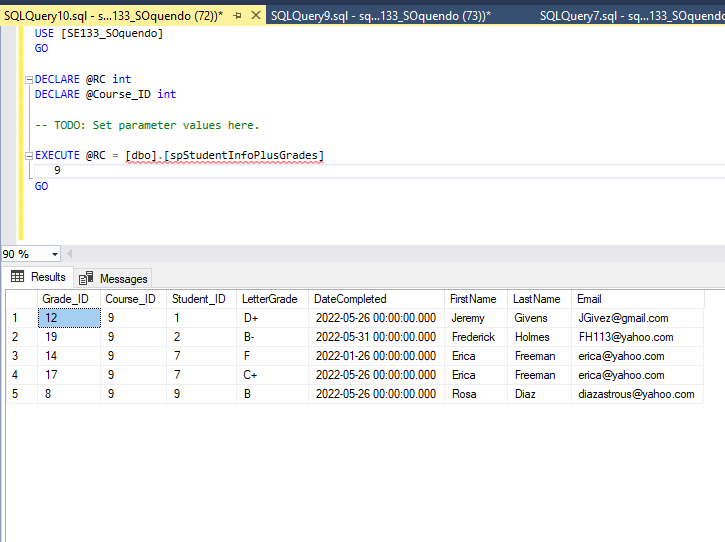 SQLQuery10.sql - s...133_SOquendo (72))* SQLQuery9.sql - sq...133_SOquendo (73))* SQLQuery7.sql - sq...133_SOquendo
USE [SE133_SOquendo]
GO
DECLARE @RC int
DECLARE @Course_ID int
-- TODO: Set parameter values here.
EXECUTE @RC = [dbo].[spStudentInfoPlusGrades]
9
GO
90 %
Results Messages
Grade_ID Course_ID Student_ID LetterGrade DateCompleted FirstName LastName Email
1 12 9 1 D+ 2022-05-26 00:00:00.000 Jeremy Givens JGivez@gmail.com
2 19 9 2 B- 2022-05-31 00:00:00.000 Frederick Holmes FH113@yahoo.com
3 14 9 7 F 2022-01-26 00:00:00.000 Erica Freeman erica@yahoo.com
4 17 9 7 C+ 2022-05-26 00:00:00.000 Erica Freeman erica@yahoo.com
5 8 9 9 B 2022-05-26 00:00:00.000 Rosa Diaz diazastrous@yahoo.com